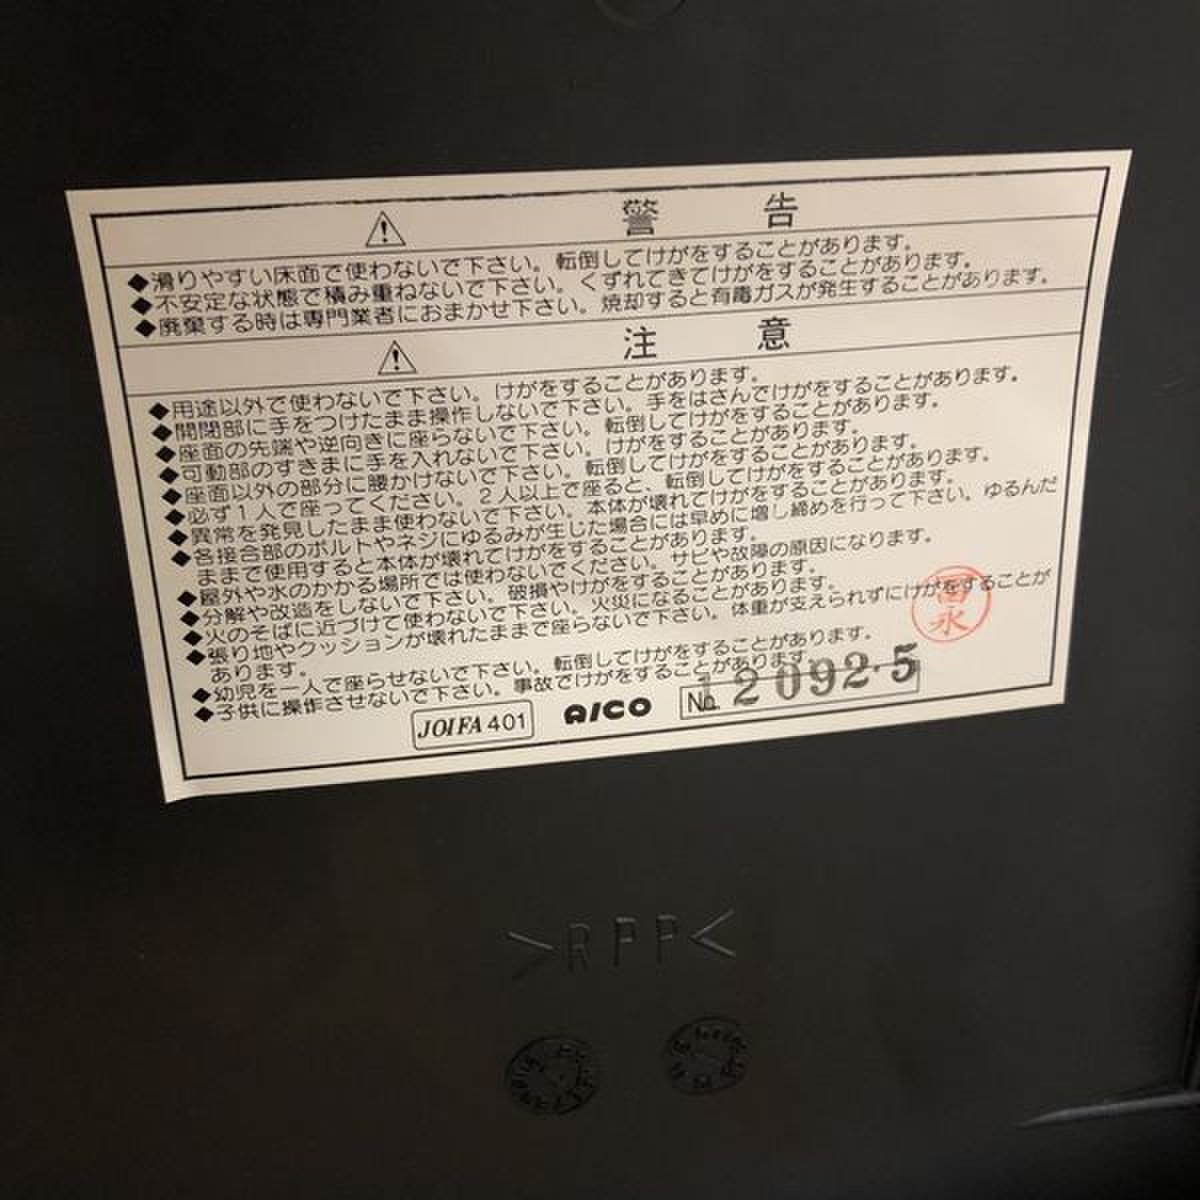 警告
◆滑りやすい床面で使わないで下さい。転倒してけがをすることがあります。
◆不安定な状態で積み重ねないで下さい。くずれてきてけがをすることがあります。
◆廃棄する時は専門業者におまかせ下さい。焼却すると有毒ガスが発生することがあります。
注意
◆用途以外で使わないで下さい。けがをすることがあります。
◆開閉部に手をつけたまま操作しないで下さい。手をはさんでけがをすることがあります。
◆座面の先端や逆向きに座らないで下さい。転倒してけがをすることがあります。
◆可動部のすきまに手を入れないで下さい。けがをすることがあります。
◆座面以外の部分に腰かけないで下さい。転倒してけがをすることがあります。
◆必ず1人で座ってください。2人以上で座ると、転倒してけがをすることがあります。
◆異常を発見したまま使わないで下さい。本体が壊れてけがをすることがあります。
◆各接合部のボルトやネジにゆるみが生じた場合には早めに増し締めを行って下さい。ゆるんだ
ままで使用すると本体が壊れてけがをすることがあります。
◆屋外や水のかかる場所では使わないでください。サビや故障の原因になります。
◆分解や改造をしないで下さい。破損やけがをすることがあります。
◆火のそばに近づけて使わないで下さい。火災になることがあります。
◆張り地やクッションが壊れたままで座らないで下さい。体重が支えられずにけがをすることが
あります。
◆幼児を一人で座らせないで下さい。転倒してけがをすることがあります。
◆子供に操作させないで下さい。事故でけがをすることがあります。
JOIFA 401 AICO No. 12092·5
>RPP<